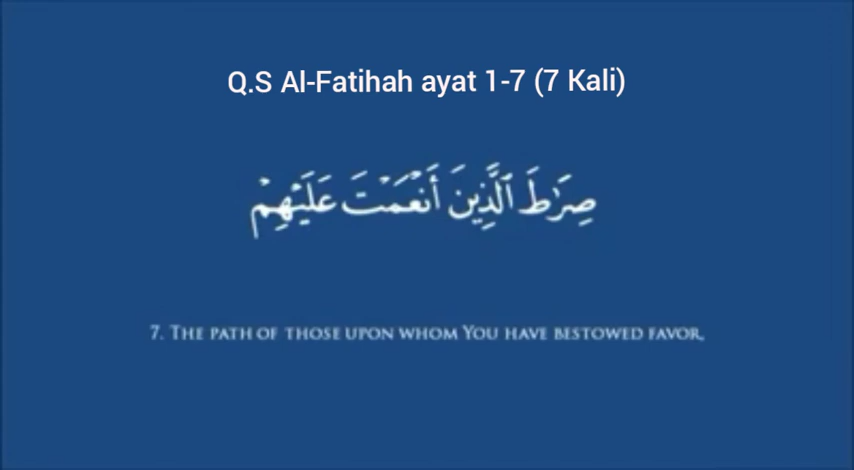 Q.S Al-Fatihah ayat 1-7 (7 Kali)
صِرَٰطَ ٱلَّذِينَ أَنۡعَمۡتَ عَلَيۡهِمۡ
7. The path of those upon whom You have bestowed favor,